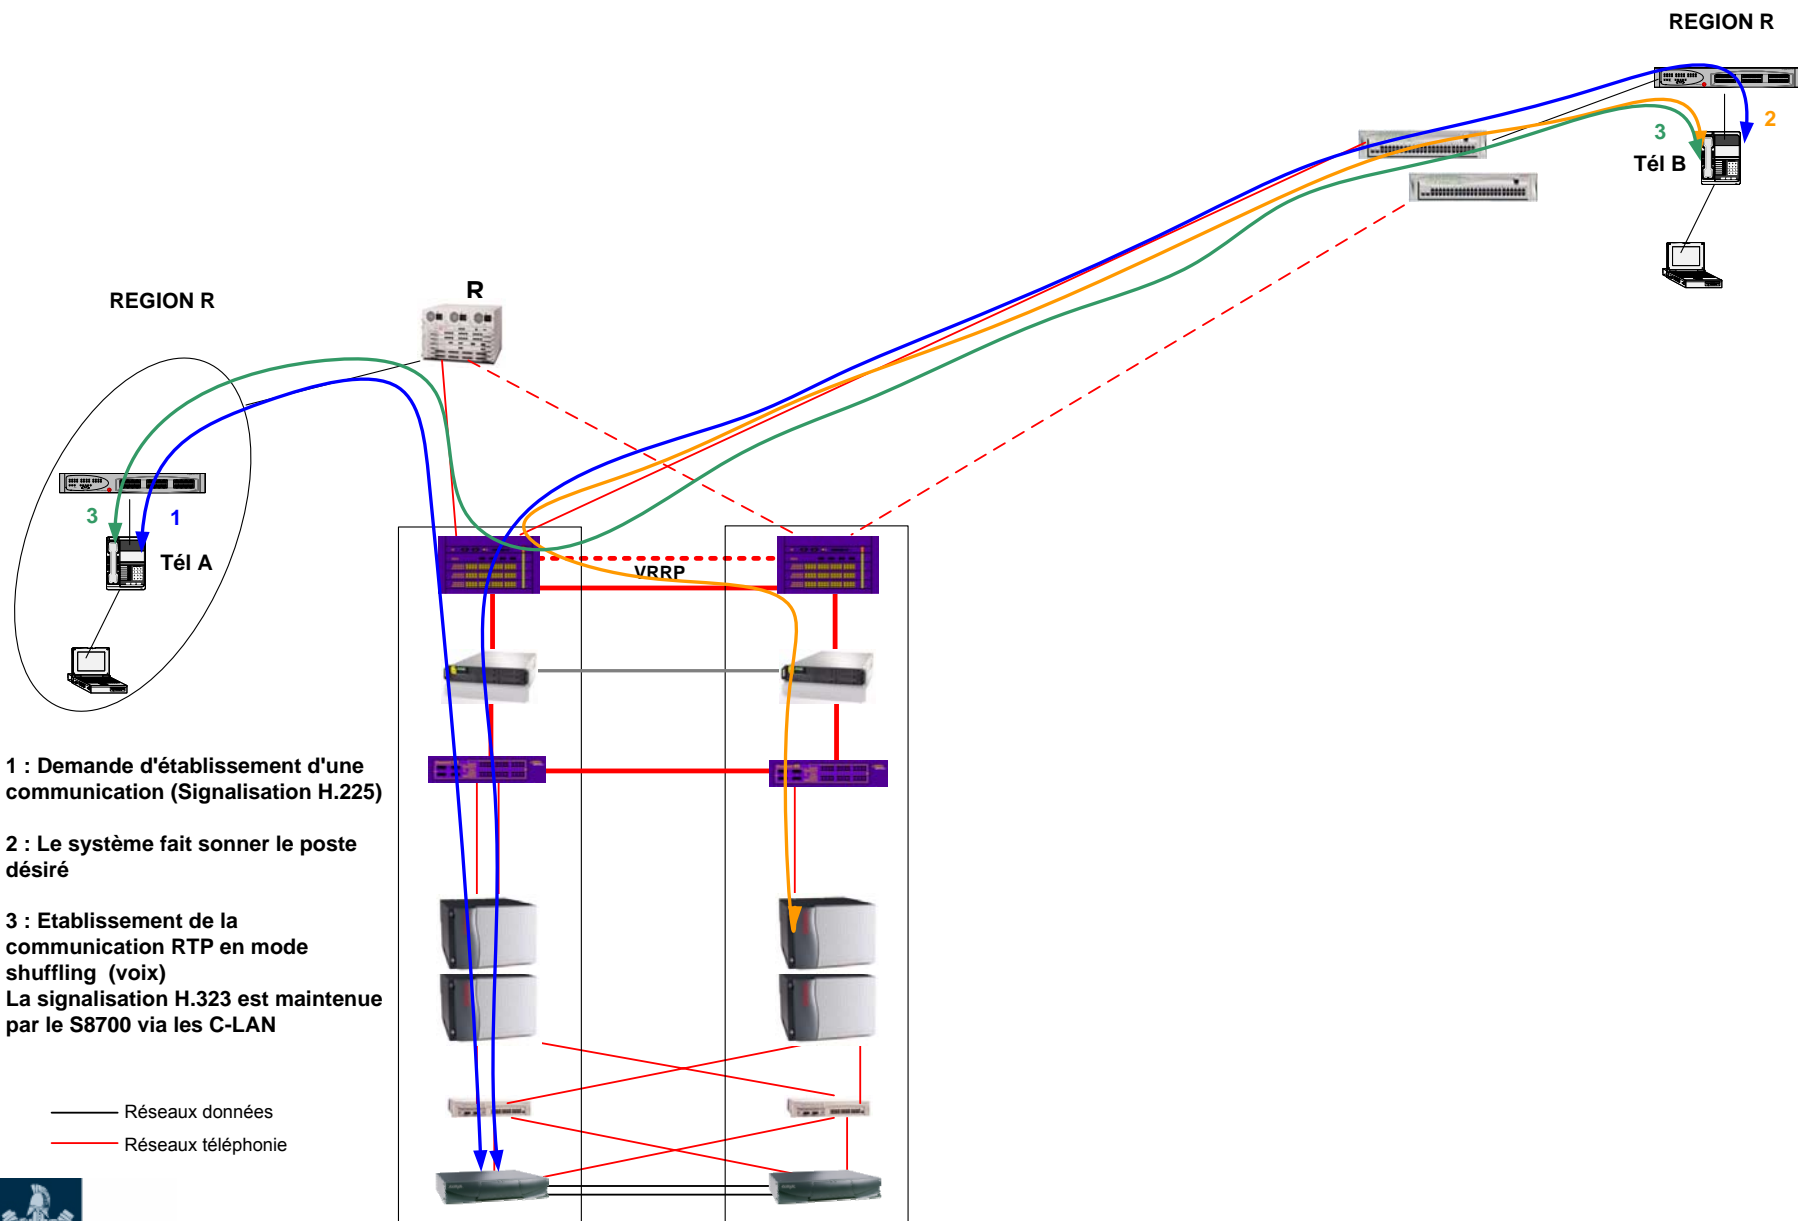 REGION R
2
3
Tél B
R
REGION R
3
1
Tél A
VRRP
1 : Demande d'établissement d'une
communication (Signalisation H.225)
2 : Le système fait sonner le poste
désiré
3 : Etablissement de la
communication RTP en mode
shuffling (voix)
La signalisation H.323 est maintenue
par le S8700 via les C-LAN
Réseaux données
Réseaux téléphonie